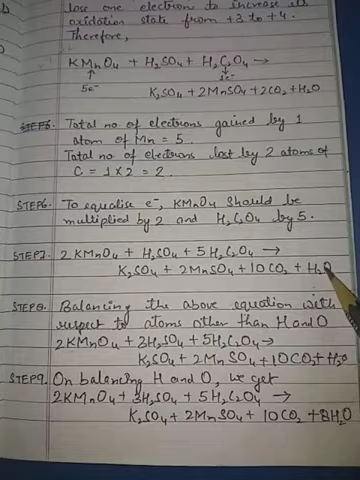 lose one electron to increase its
oxidation state from +3 to +4.
Therefore,
KMnO₄ + H₂SO₄ + H₂C₂O₄ →
5e⁻ 1e⁻
K₂SO₄ + 2MnSO₄ + 2CO₂ + H₂O
STEP5: Total no of electrons gained by 1
atom of Mn = 5.
Total no of electrons lost by 2 atoms of
C = 1 × 2 = 2.
STEP6: To equalise e⁻, KMnO₄ should be
multiplied by 2 and H₂C₂O₄ by 5.
STEP7: 2KMnO₄ + H₂SO₄ + 5H₂C₂O₄ →
K₂SO₄ + 2MnSO₄ + 10CO₂ + H₂O
STEP8: Balancing the above equation with
respect to atoms other than H and O
2KMnO₄ + 3H₂SO₄ + 5H₂C₂O₄ →
K₂SO₄ + 2MnSO₄ + 10CO₂ + H₂O
STEP9: On balancing H and O, we get
2KMnO₄ + 3H₂SO₄ + 5H₂C₂O₄ →
K₂SO₄ + 2MnSO₄ + 10CO₂ + 8H₂O